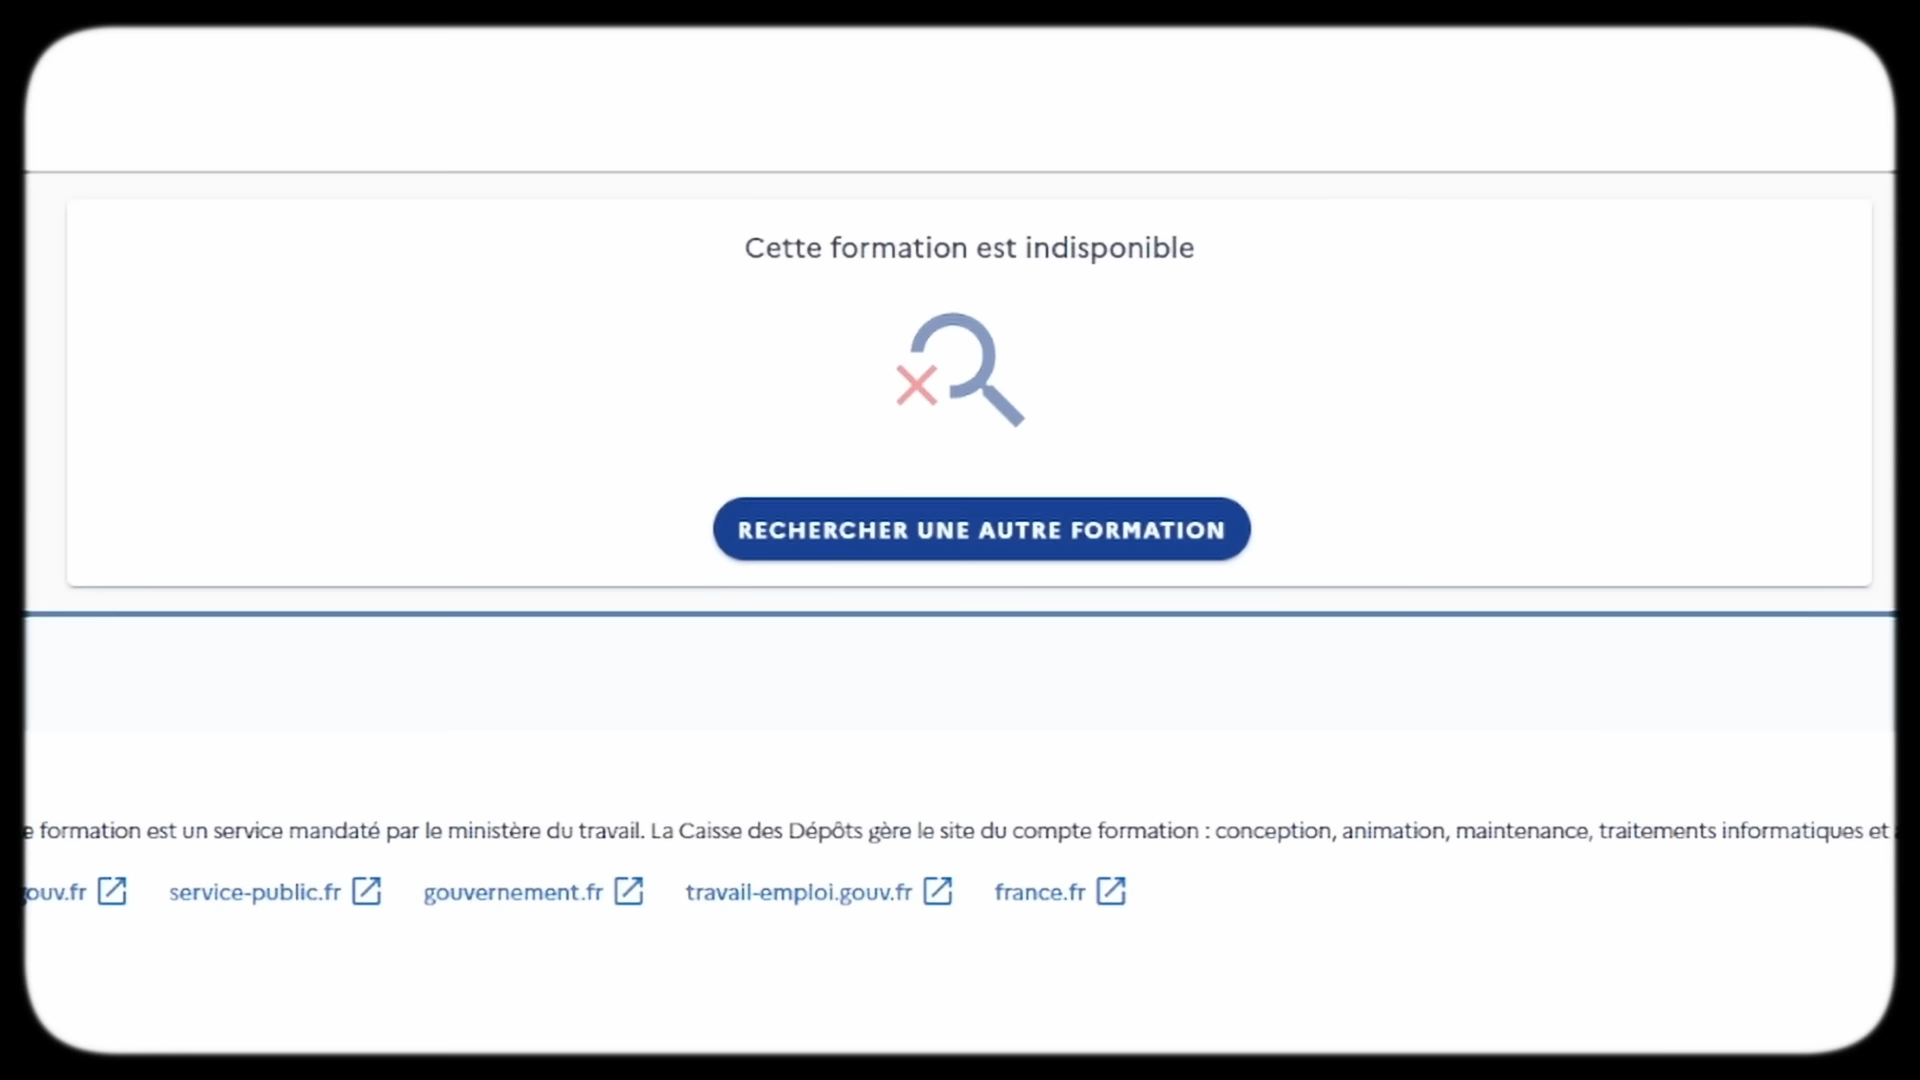 Cette formation est indisponible
RECHERCHER UNE AUTRE FORMATION
e formation est un service mandaté par le ministère du travail. La Caisse des Dépôts gère le site du compte formation : conception, animation, maintenance, traitements informatiques et
ouv.fr service-public.fr gouvernement.fr travail-emploi.gouv.fr france.fr